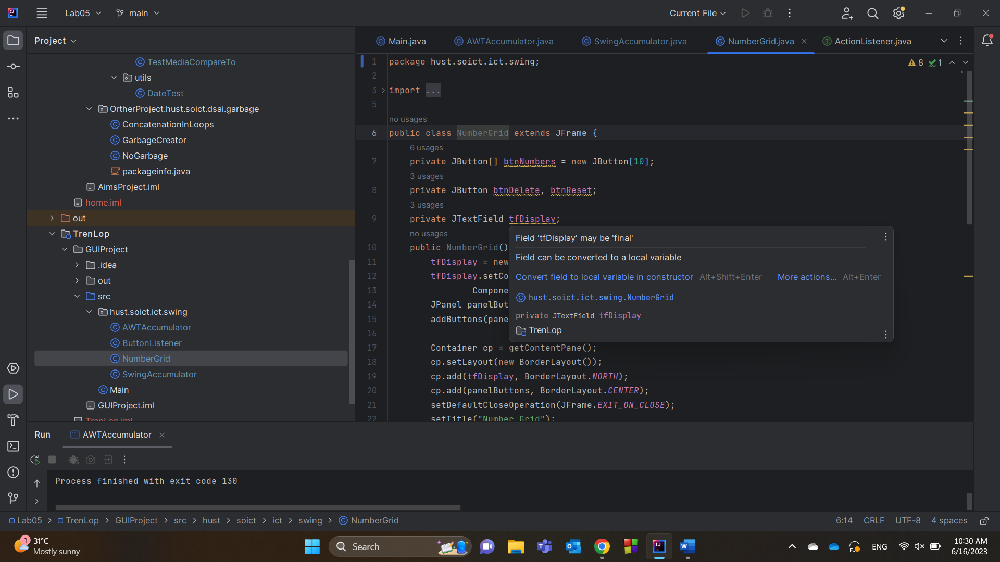 Lab05
main
Current File
Project
TestMediaCompareTo
utils
DateTest
OrtherProject.hust.soict.dsai.garbage
ConcatenationInLoops
GarbageCreator
NoGarbage
packageinfo.java
AimsProject.iml
home.iml
out
TrenLop
GUIProject
.idea
out
src
hust.soict.ict.swing
AWTAccumulator
ButtonListener
NumberGrid
SwingAccumulator
Main
GUIProject.iml
TrenLop.iml
Main.java AWTAccumulator.java SwingAccumulator.java NumberGrid.java ActionListener.java
8 1
1 package hust.soict.ict.swing;
2
3 import ...
5
no usages
6 public class NumberGrid extends JFrame {
6 usages
7 private JButton[] btnNumbers = new JButton[10];
3 usages
8 private JButton btnDelete, btnReset;
3 usages
9 private JTextField tfDisplay;
no usages
10 public NumberGrid()
11 tfDisplay = new
12 tfDisplay.setCo
13 Compone
14 JPanel panelBut
15 addButtons(pane
16
17 Container cp = getContentPane();
18 cp.setLayout(new BorderLayout());
19 cp.add(tfDisplay, BorderLayout.NORTH);
20 cp.add(panelButtons, BorderLayout.CENTER);
21 setDefaultCloseOperation(JFrame.EXIT_ON_CLOSE);
22 setTitle("Number Grid");
Field 'tfDisplay' may be 'final'
Field can be converted to a local variable
Convert field to local variable in constructor Alt+Shift+Enter More actions... Alt+Enter
hust.soict.ict.swing.NumberGrid
private JTextField tfDisplay
TrenLop
Run AWTAccumulator
Process finished with exit code 130
Lab05 > TrenLop > GUIProject > src > hust > soict > ict > swing > NumberGrid
6:14 CRLF UTF-8 4 spaces
1
31°C
Mostly sunny
Search
ENG
10:30 AM
6/16/2023